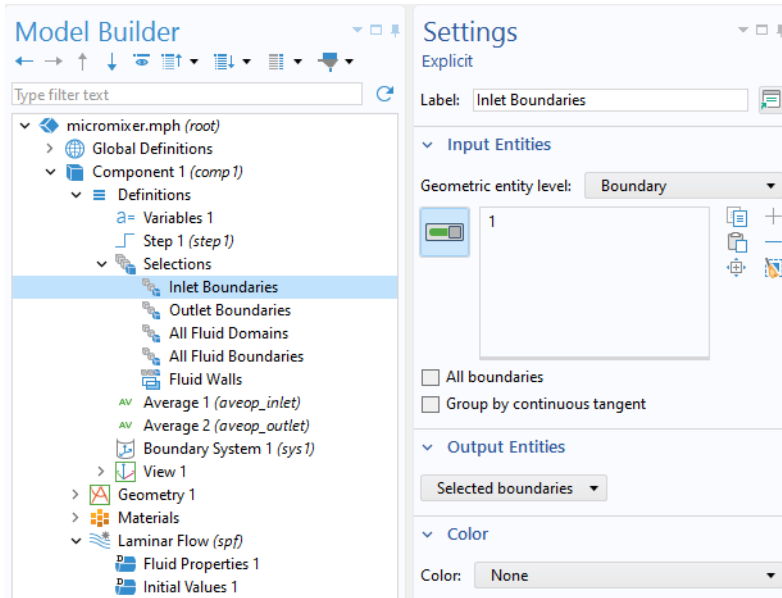 Model Builder
Type filter text
micromixer.mph (root)
Global Definitions
Component 1 (comp1)
Definitions
a= Variables 1
Step 1 (step1)
Selections
Inlet Boundaries
Outlet Boundaries
All Fluid Domains
All Fluid Boundaries
Fluid Walls
AV Average 1 (aveop_inlet)
AV Average 2 (aveop_outlet)
Boundary System 1 (sys1)
View 1
Geometry 1
Materials
Laminar Flow (spf)
D Fluid Properties 1
D Initial Values 1
Settings
Explicit
Label: Inlet Boundaries
Input Entities
Geometric entity level: Boundary
1
All boundaries
Group by continuous tangent
Output Entities
Selected boundaries
Color
Color: None